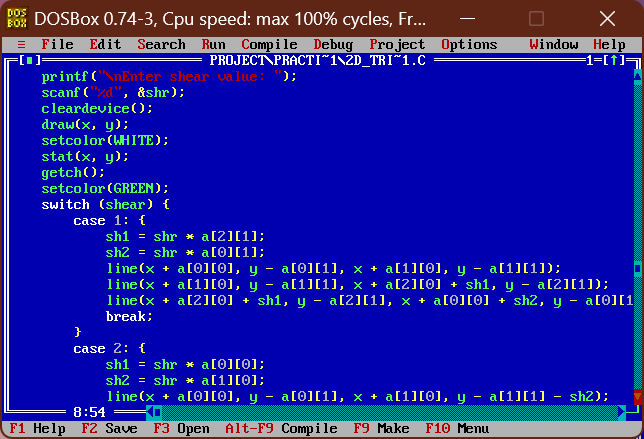 DOSBox 0.74-3, Cpu speed: max 100% cycles, Fr...
≡ File Edit Search Run Compile Debug Project Options Window Help
[■] PROJECT\PRACTI~1\2D_TRI~1.C 1=[↑]
printf("\nEnter shear value: ");
scanf("%d", &shr);
cleardevice();
draw(x, y);
setcolor(WHITE);
stat(x, y);
getch();
setcolor(GREEN);
switch (shear) {
case 1: {
sh1 = shr * a[2][1];
sh2 = shr * a[0][1];
line(x + a[0][0], y - a[0][1], x + a[1][0], y - a[1][1]);
line(x + a[1][0], y - a[1][1], x + a[2][0] + sh1, y - a[2][1]);
line(x + a[2][0] + sh1, y - a[2][1], x + a[0][0] + sh2, y - a[0][1
break;
}
case 2: {
sh1 = shr * a[0][0];
sh2 = shr * a[1][0];
line(x + a[0][0], y - a[0][1], x + a[1][0], y - a[1][1] - sh2);
8:54
F1 Help F2 Save F3 Open Alt-F9 Compile F9 Make F10 Menu